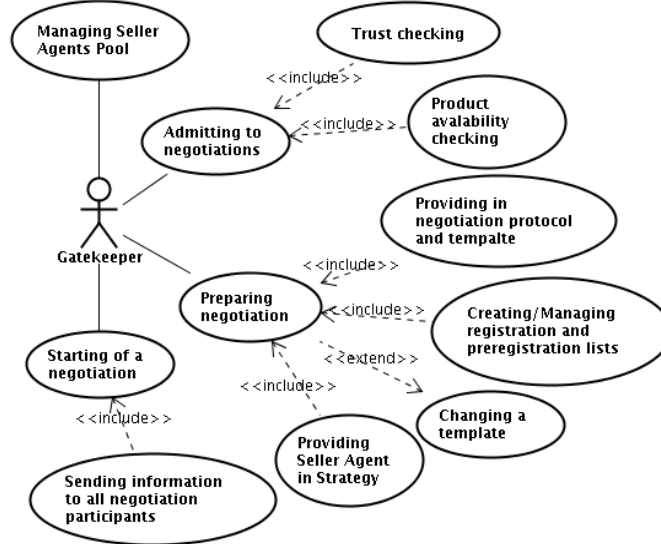 Managing Seller
Agents Pool
Trust checking
<<include>>
Product
avalability
checking
<<include>>
Admitting to
negotiations
Providing in
negotiation protocol
and tempalte
Gatekeeper
<<include>>
Preparing
negotiation
<<include>>
Creating/Managing
registration and
preregistration lists
Starting of a
negotiation
<<extend>>
<<include>>
Changing a
template
<<include>>
Providing
Seller Agent
in Strategy
Sending information
to all negotiation
participants